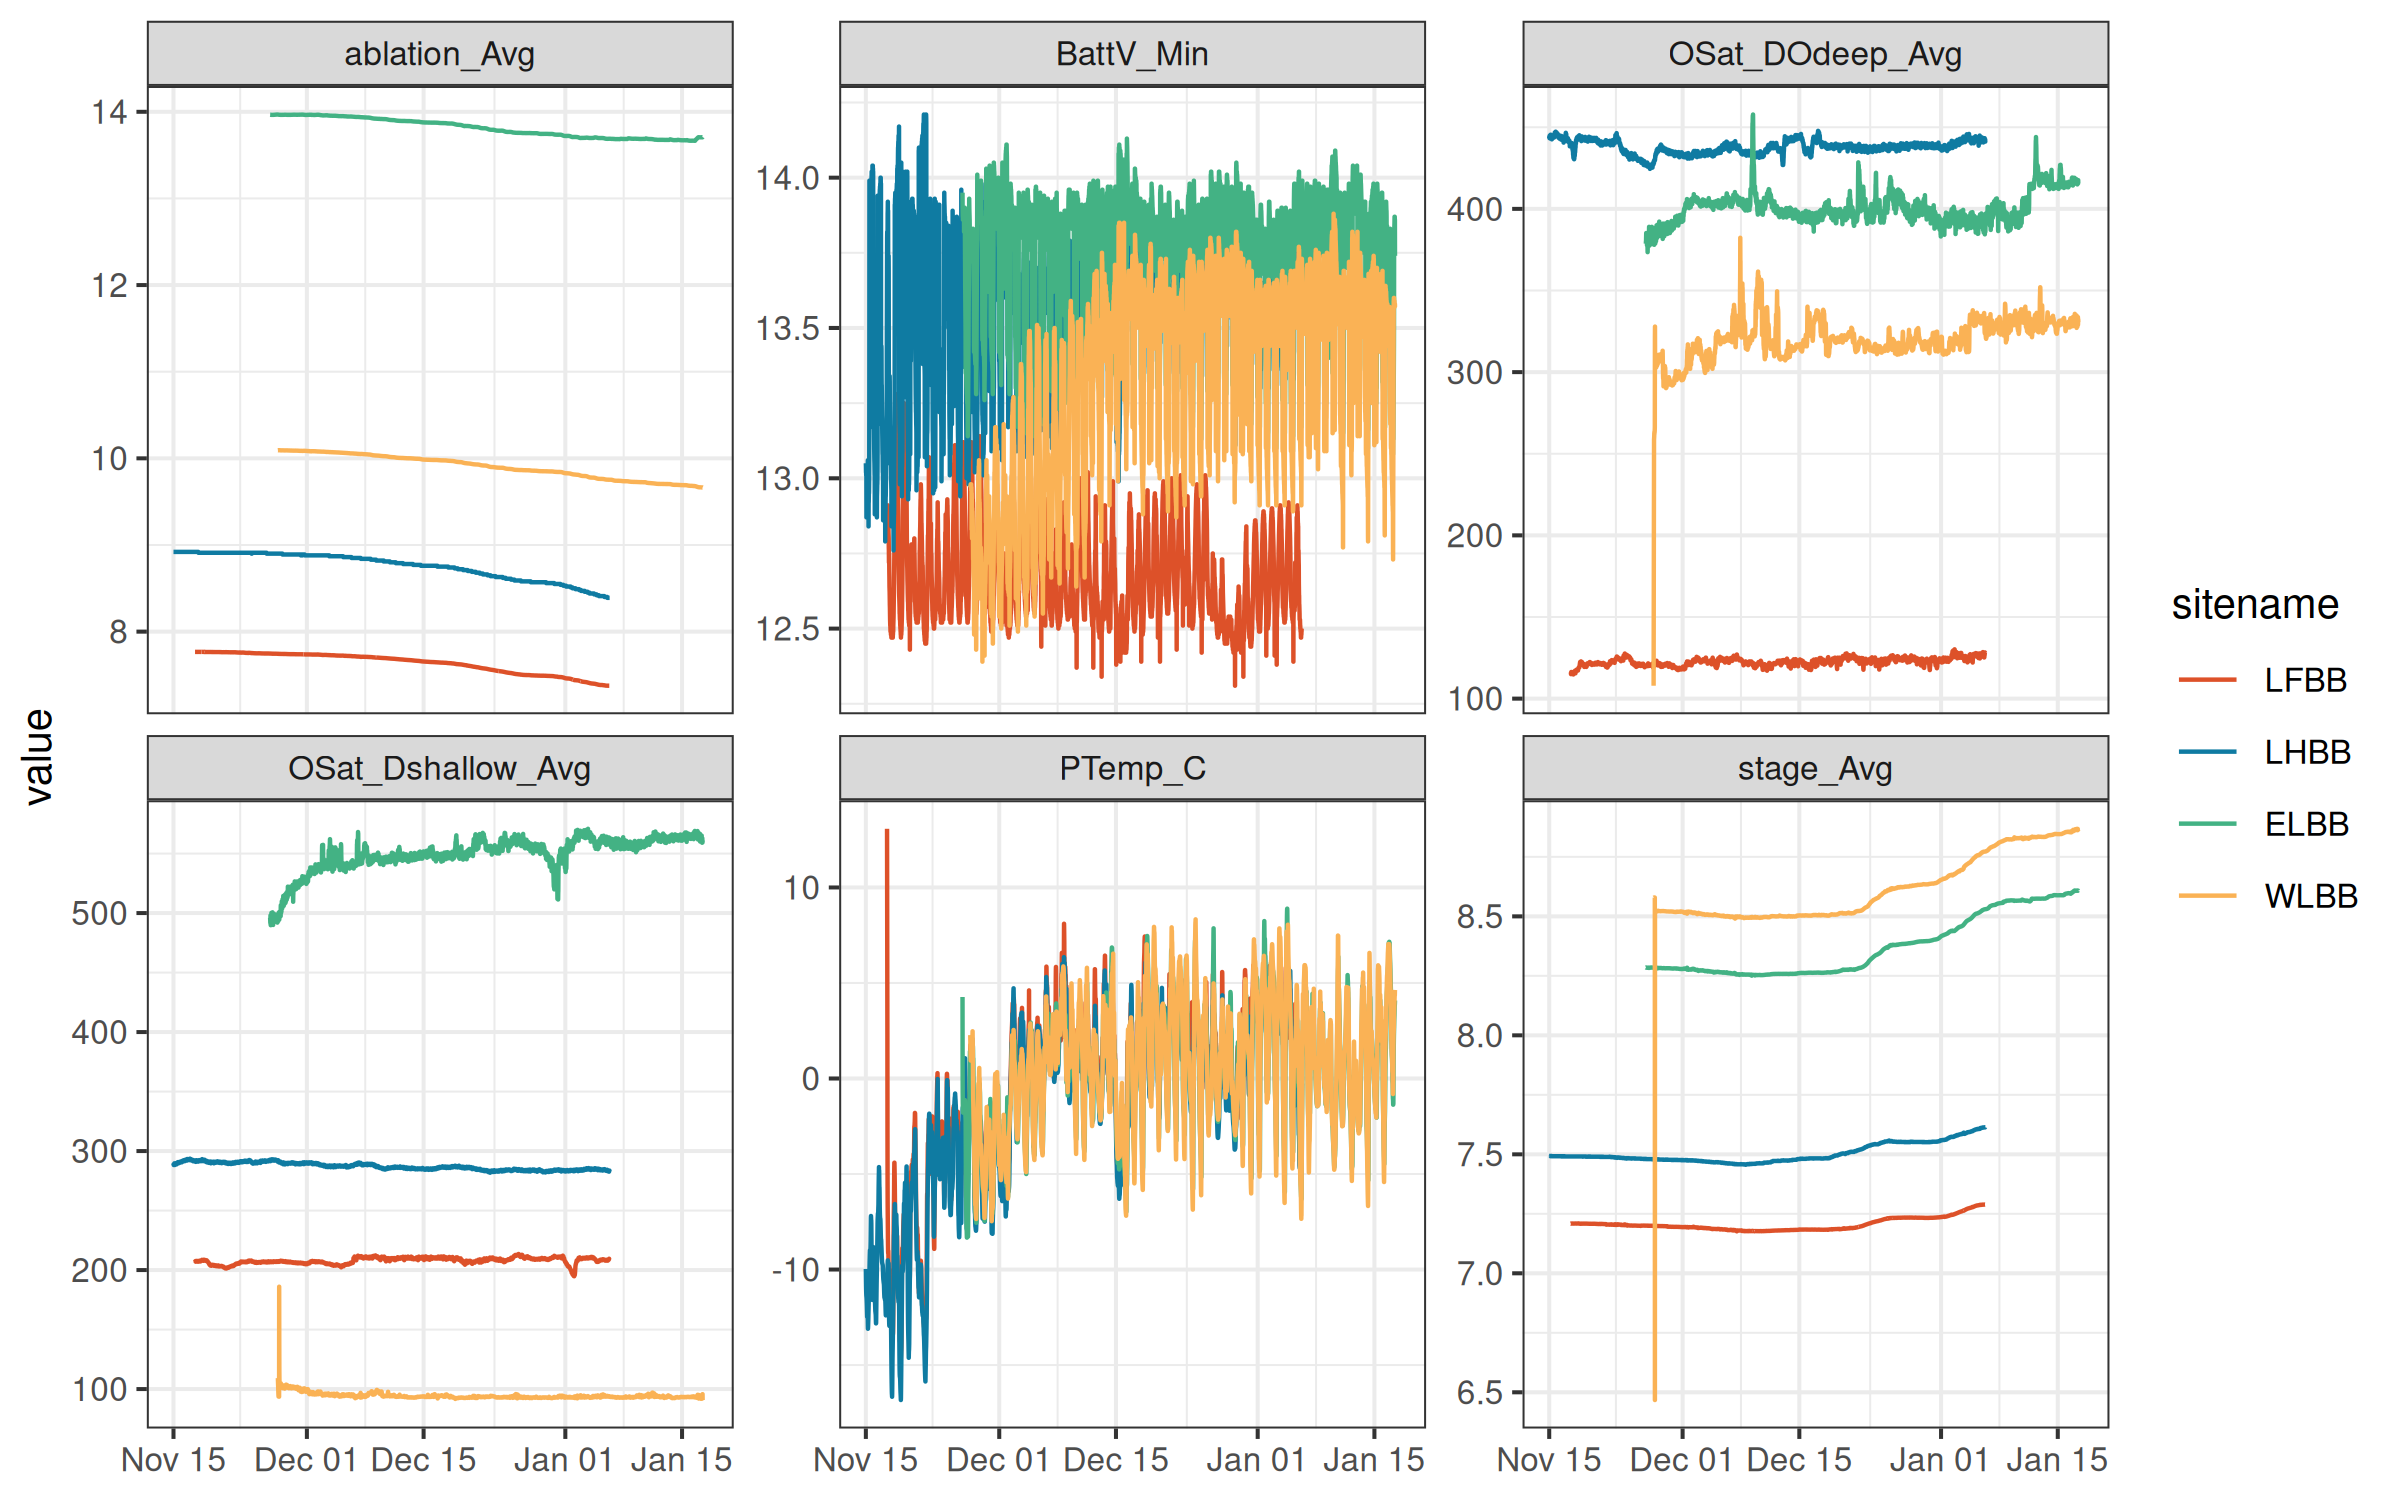 ablation_Avg
BattV_Min
OSat_DOdeep_Avg
14
12
10
8
14.0
13.5
13.0
12.5
400
300
200
100
value
sitename
LFBB
LHBB
ELBB
WLBB
OSat_Dshallow_Avg
PTemp_C
stage_Avg
500
400
300
200
100
10
0
-10
8.5
8.0
7.5
7.0
6.5
Nov 15 Dec 01 Dec 15 Jan 01 Jan 15
Nov 15 Dec 01 Dec 15 Jan 01 Jan 15
Nov 15 Dec 01 Dec 15 Jan 01 Jan 15